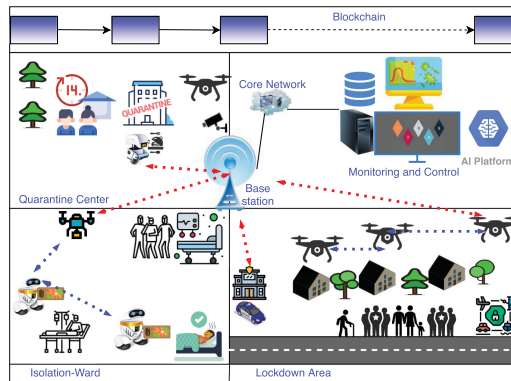 Blockchain
14.
QUARANTINE
Core Network
AI Platform
Monitoring and Control
Quarantine Center
Base
station
Isolation-Ward
Lockdown Area